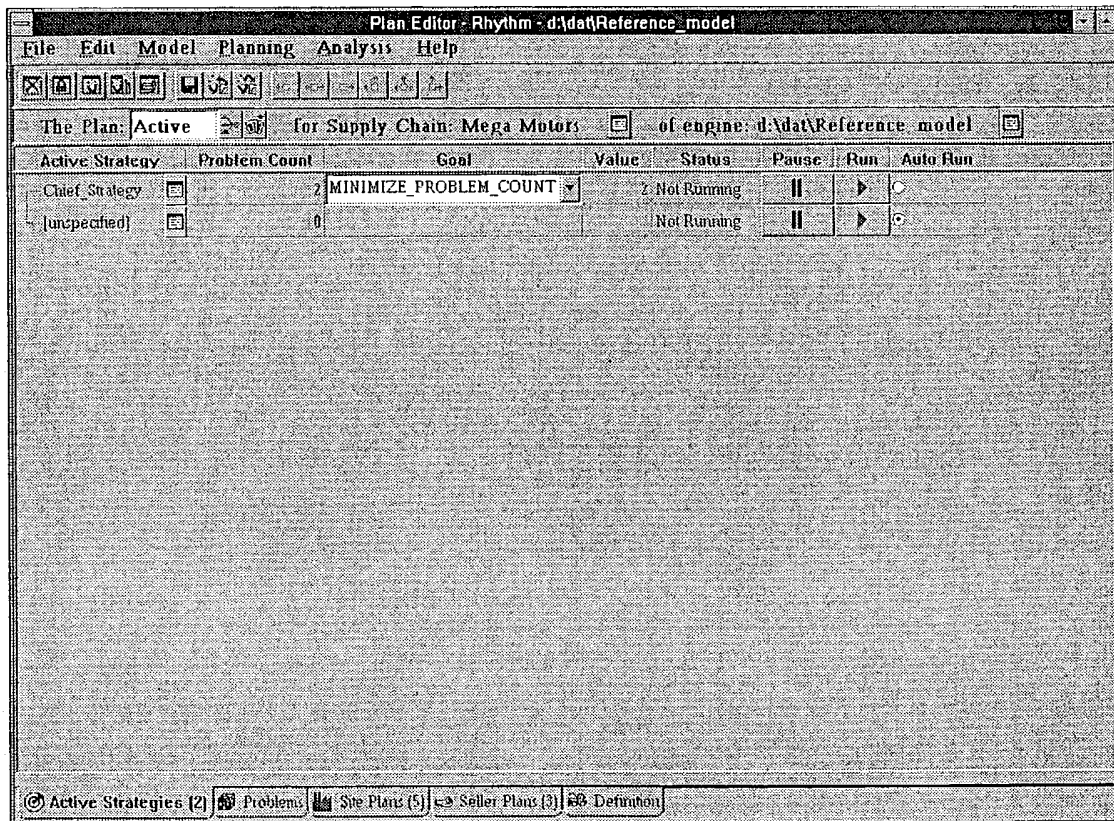 Plan Editor - Rhythm - d:\dat\Reference_model
File Edit Model Planning Analysis Help
The Plan: Active for Supply Chain: Mega Motors of engine: d:\dat\Reference_model
Active Strategy Problem Count Goal Value Status Pause Run Auto Run
Chief_Strategy 2 MINIMIZE_PROBLEM_COUNT 2 Not Running
[unspecified] 0 Not Running
Active Strategies (2) Problems Site Plans (5) Seller Plans (3) Definition